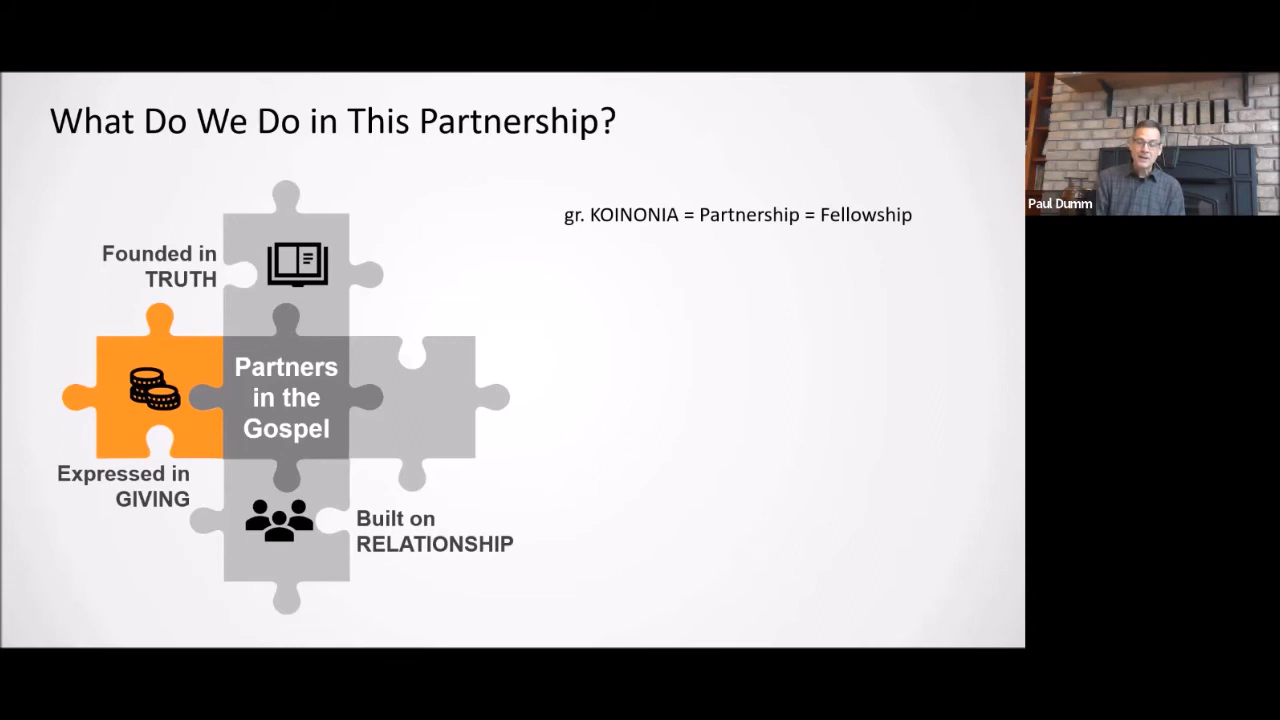 What Do We Do in This Partnership?
gr. KOINONIA = Partnership = Fellowship
Paul Dumm
Founded in
TRUTH
Partners
in the
Gospel
Expressed in
GIVING
Built on
RELATIONSHIP